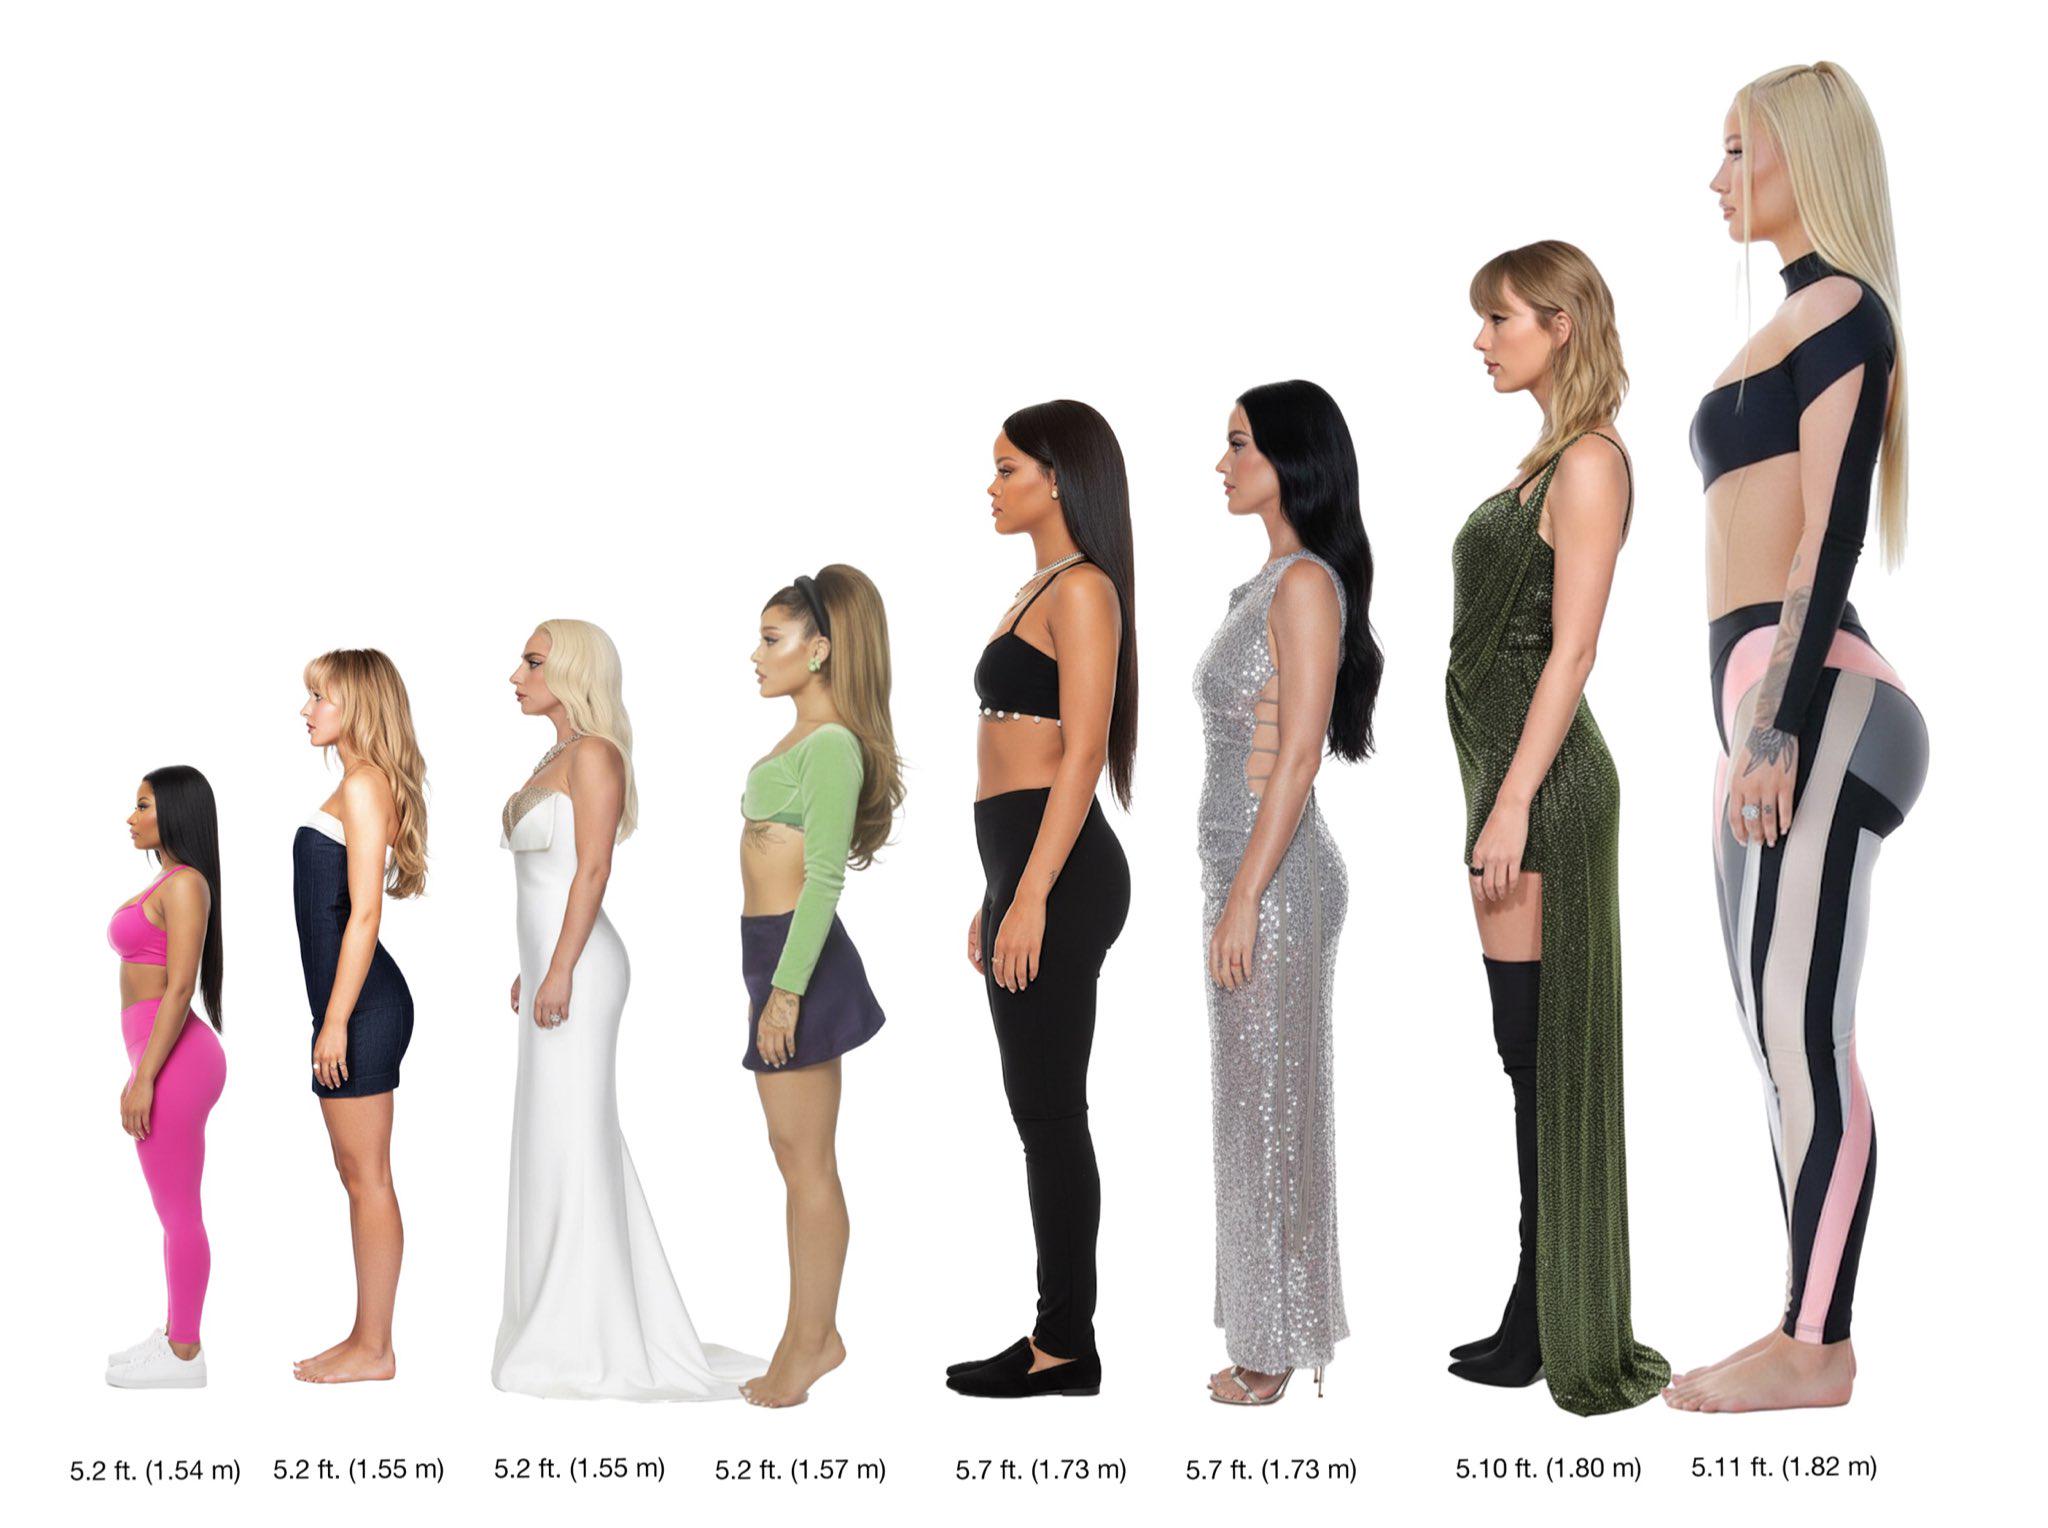 5.2 ft. (1.54 m)
5.2 ft. (1.55 m)
5.2 ft. (1.55 m)
5.2 ft. (1.57 m)
5.7 ft. (1.73 m)
5.7 ft. (1.73 m)
5.10 ft. (1.80 m)
5.11 ft. (1.82 m)